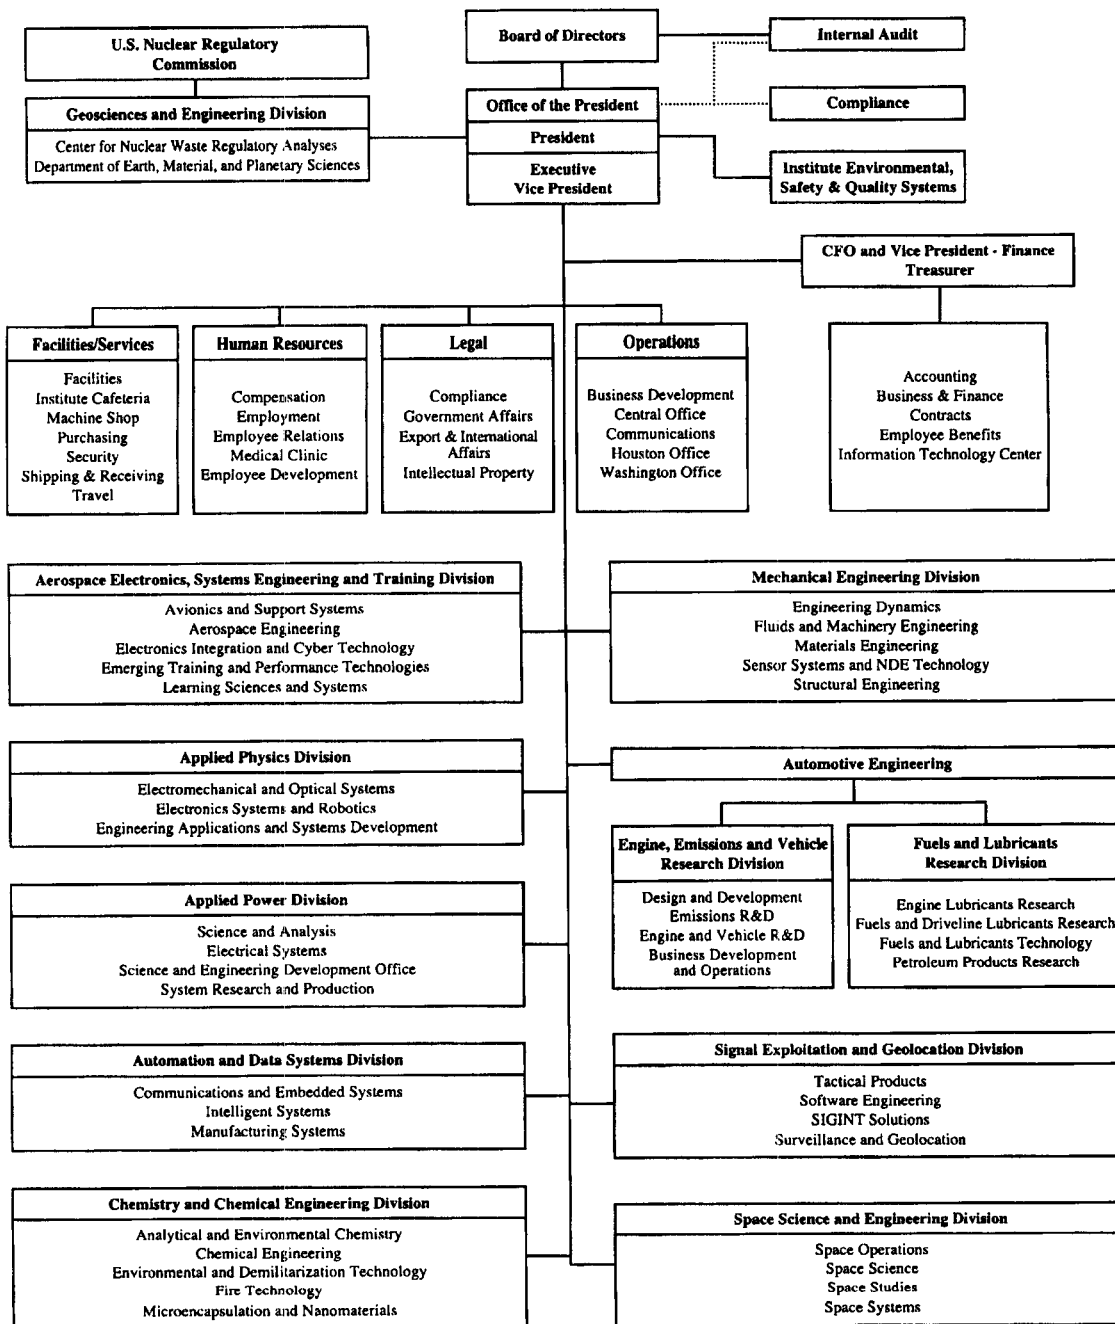 U.S. Nuclear Regulatory
Commission
Board of Directors
Internal Audit
Geosciences and Engineering Division
Center for Nuclear Waste Regulatory Analyses
Department of Earth, Material, and Planetary Sciences
Office of the President
President
Executive
Vice President
Compliance
Institute Environmental,
Safety & Quality Systems
CFO and Vice President - Finance
Treasurer
Facilities/Services
Facilities
Institute Cafeteria
Machine Shop
Purchasing
Security
Shipping & Receiving
Travel
Human Resources
Compensation
Employment
Employee Relations
Medical Clinic
Employee Development
Legal
Compliance
Government Affairs
Export & International
Affairs
Intellectual Property
Operations
Business Development
Central Office
Communications
Houston Office
Washington Office
Accounting
Business & Finance
Contracts
Employee Benefits
Information Technology Center
Aerospace Electronics, Systems Engineering and Training Division
Avionics and Support Systems
Aerospace Engineering
Electronics Integration and Cyber Technology
Emerging Training and Performance Technologies
Learning Sciences and Systems
Mechanical Engineering Division
Engineering Dynamics
Fluids and Machinery Engineering
Materials Engineering
Sensor Systems and NDE Technology
Structural Engineering
Applied Physics Division
Electromechanical and Optical Systems
Electronics Systems and Robotics
Engineering Applications and Systems Development
Automotive Engineering
Engine, Emissions and Vehicle
Research Division
Design and Development
Emissions R&D
Engine and Vehicle R&D
Business Development
and Operations
Fuels and Lubricants
Research Division
Engine Lubricants Research
Fuels and Driveline Lubricants Research
Fuels and Lubricants Technology
Petroleum Products Research
Applied Power Division
Science and Analysis
Electrical Systems
Science and Engineering Development Office
System Research and Production
Automation and Data Systems Division
Communications and Embedded Systems
Intelligent Systems
Manufacturing Systems
Signal Exploitation and Geolocation Division
Tactical Products
Software Engineering
SIGINT Solutions
Surveillance and Geolocation
Chemistry and Chemical Engineering Division
Analytical and Environmental Chemistry
Chemical Engineering
Environmental and Demilitarization Technology
Fire Technology
Microencapsulation and Nanomaterials
Space Science and Engineering Division
Space Operations
Space Science
Space Studies
Space Systems